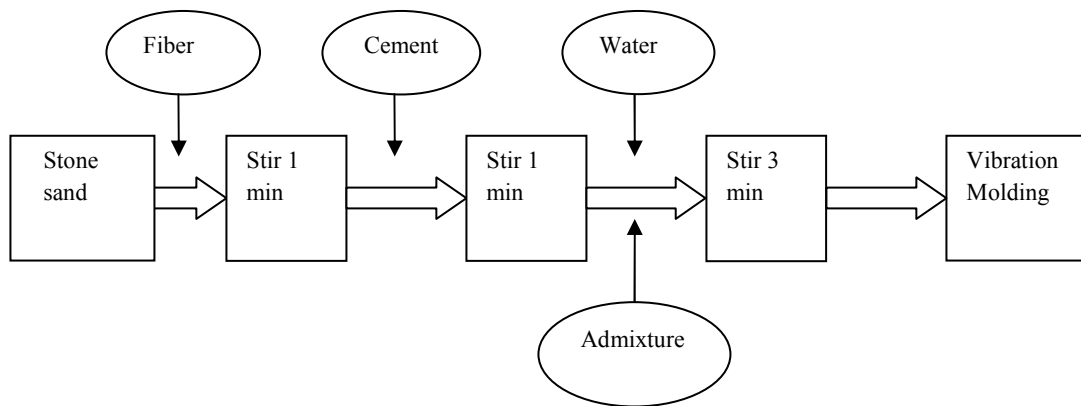 Fiber
Cement
Water
Stone
sand
Stir 1
min
Stir 1
min
Stir 3
min
Vibration
Molding
Admixture